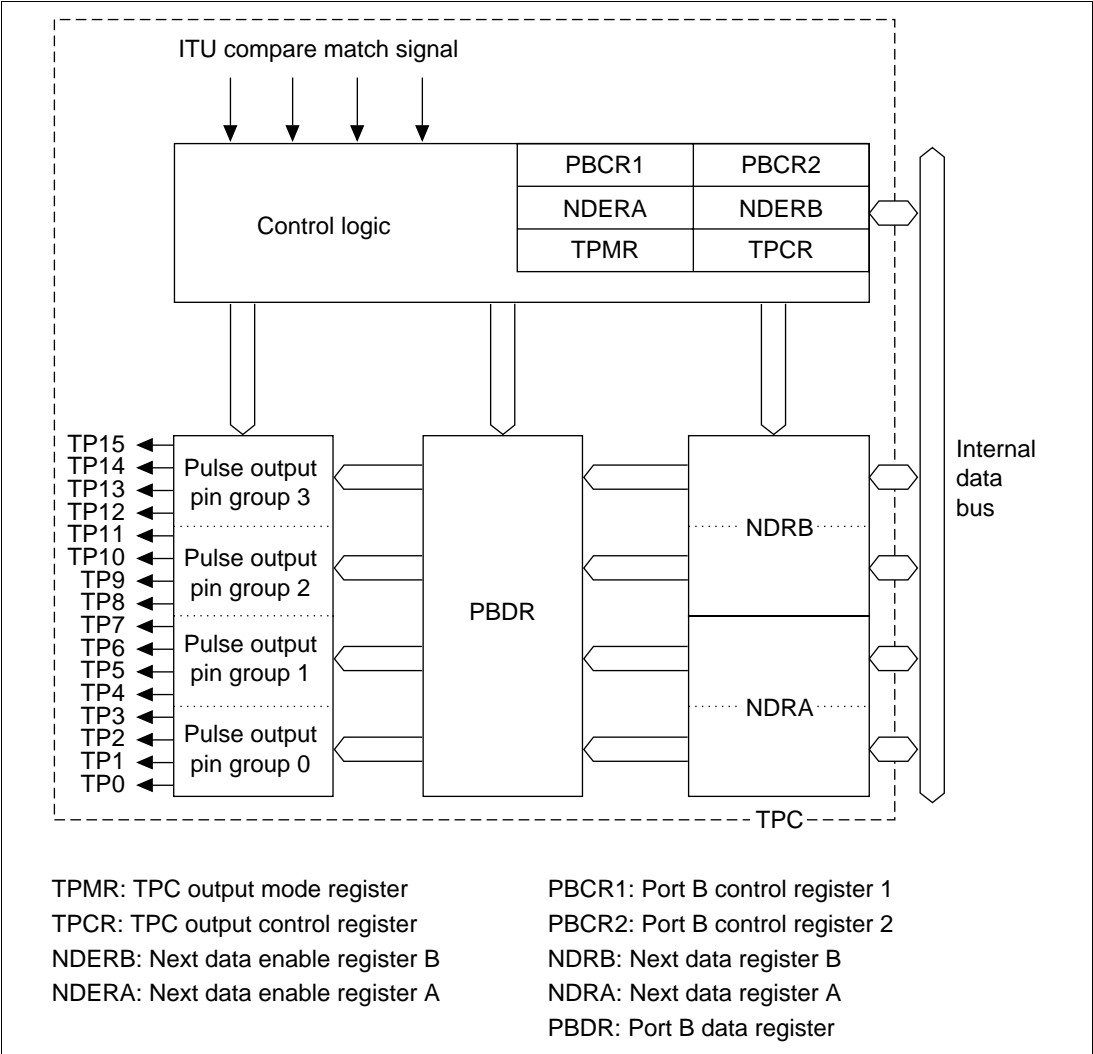 ITU compare match signal
PBCR1 PBCR2
Control logic
NDERA NDERB
TPMR TPCR
TP15
TP14
TP13
TP12
TP11
TP10
TP9
TP8
TP7
TP6
TP5
TP4
TP3
TP2
TP1
TP0
Pulse output
pin group 3
Pulse output
pin group 2
Pulse output
pin group 1
Pulse output
pin group 0
PBDR
NDRB
NDRA
Internal
data
bus
TPC
TPMR: TPC output mode register
TPCR: TPC output control register
NDERB: Next data enable register B
NDERA: Next data enable register A
PBCR1: Port B control register 1
PBCR2: Port B control register 2
NDRB: Next data register B
NDRA: Next data register A
PBDR: Port B data register